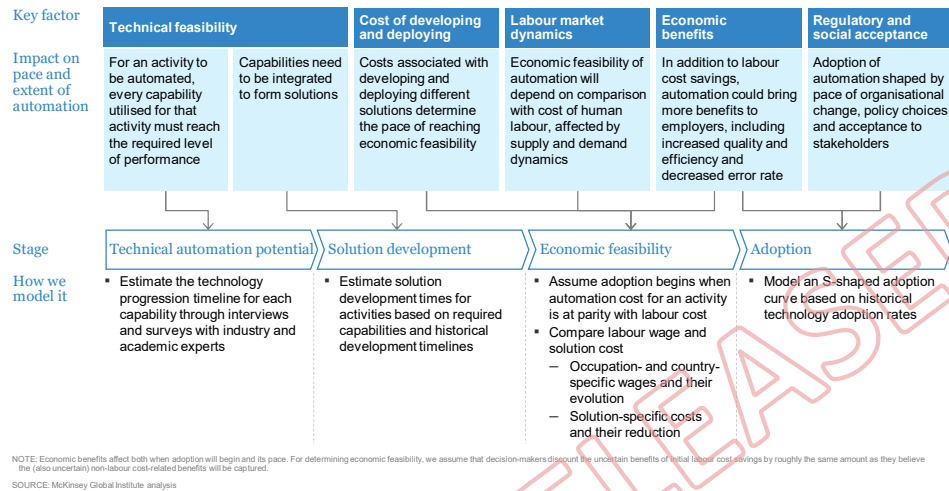 Key factor
Technical feasibility
Cost of developing
and deploying
Labour market
dynamics
Economic
benefits
Regulatory and
social acceptance
Impact on
pace and
extent of
automation
For an activity to
be automated,
every capability
utilised for that
activity must reach
the required level
of performance
Capabilities need
to be integrated
to form solutions
Costs associated with
developing and
deploying different
solutions determine
the pace of reaching
economic feasibility
Economic feasibility of
automation will
depend on comparison
with cost of human
labour, affected by
supply and demand
dynamics
In addition to labour
cost savings,
automation could bring
more benefits to
employers, including
increased quality and
efficiency and
decreased error rate
Adoption of
automation shaped by
pace of organisational
change, policy choices
and acceptance to
stakeholders
Stage
Technical automation potential
Solution development
Economic feasibility
Adoption
How we
model it
▪ Estimate the technology
progression timeline for each
capability through interviews
and surveys with industry and
academic experts
▪ Estimate solution
development times for
activities based on required
capabilities and historical
development timelines
▪ Assume adoption begins when
automation cost for an activity
is at parity with labour cost
▪ Compare labour wage and
solution cost
– Occupation- and country-
specific wages and their
evolution
– Solution-specific costs
and their reduction
▪ Model an S-shaped adoption
curve based on historical
technology adoption rates
LEASE
NOTE: Economic benefits affect both when adoption will begin and its pace. For determining economic feasibility, we assume that decision-makers discount the uncertain benefits of initial labour cost savings by roughly the same amount as they believe
the (also uncertain) non-labour cost-related benefits will be captured.
SOURCE: McKinsey Global Institute analysis